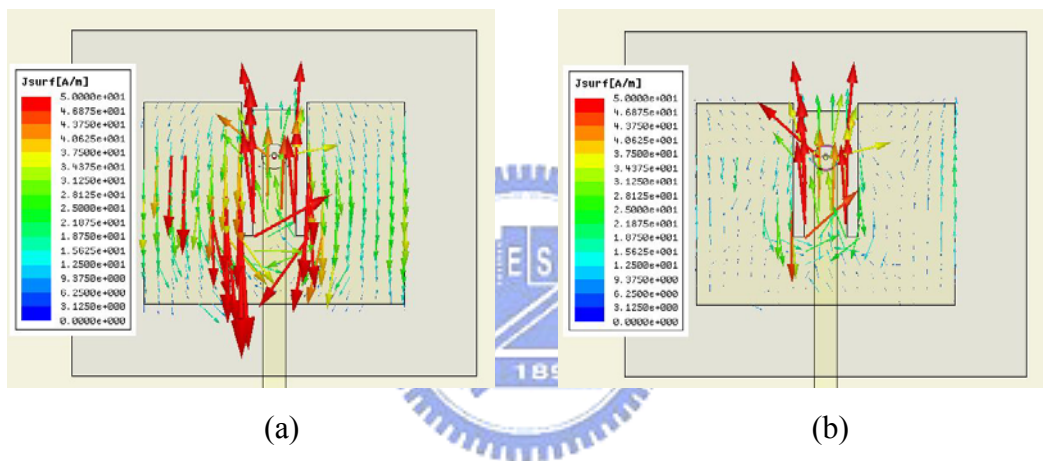 Jsurf[A/m]
5.0000e+001
4.6875e+001
4.3750e+001
4.0625e+001
3.7500e+001
3.4375e+001
3.1250e+001
2.8125e+001
2.5000e+001
2.1875e+001
1.8750e+001
1.5625e+001
1.2500e+001
9.3750e+000
6.2500e+000
3.1250e+000
0.0000e+000
Jsurf[A/m]
5.0000e+001
4.6875e+001
4.3750e+001
4.0625e+001
3.7500e+001
3.4375e+001
3.1250e+001
2.8125e+001
2.5000e+001
2.1875e+001
1.8750e+001
1.5625e+001
1.2500e+001
9.3750e+000
6.2500e+000
3.1250e+000
0.0000e+000
ES
189
(a)
(b)